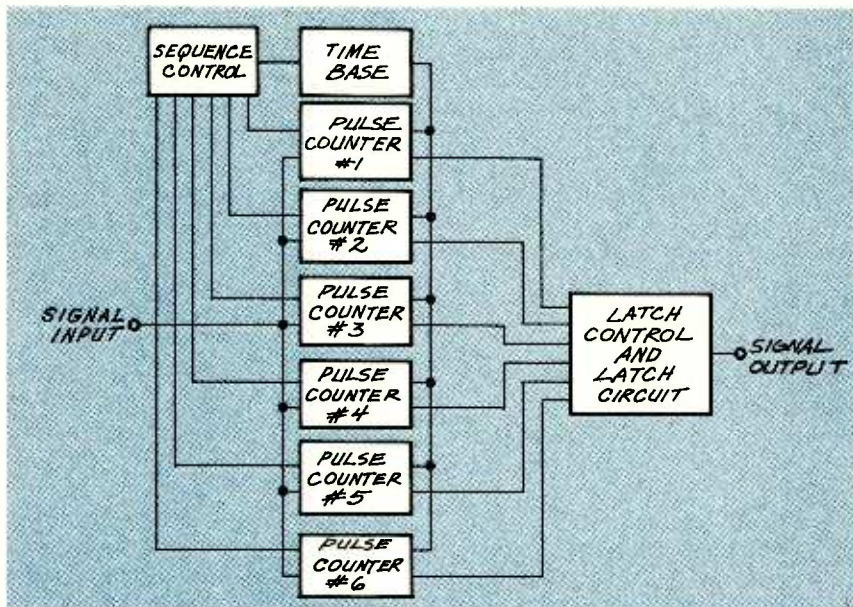 SEQUENCE
CONTROL
TIME
BASE
PULSE
COUNTER
#1
PULSE
COUNTER
#2
PULSE
COUNTER
#3
PULSE
COUNTER
#4
PULSE
COUNTER
#5
PULSE
COUNTER
#6
SIGNAL
INPUT
LATCH
CONTROL
AND
LATCH
CIRCUIT
SIGNAL
OUTPUT